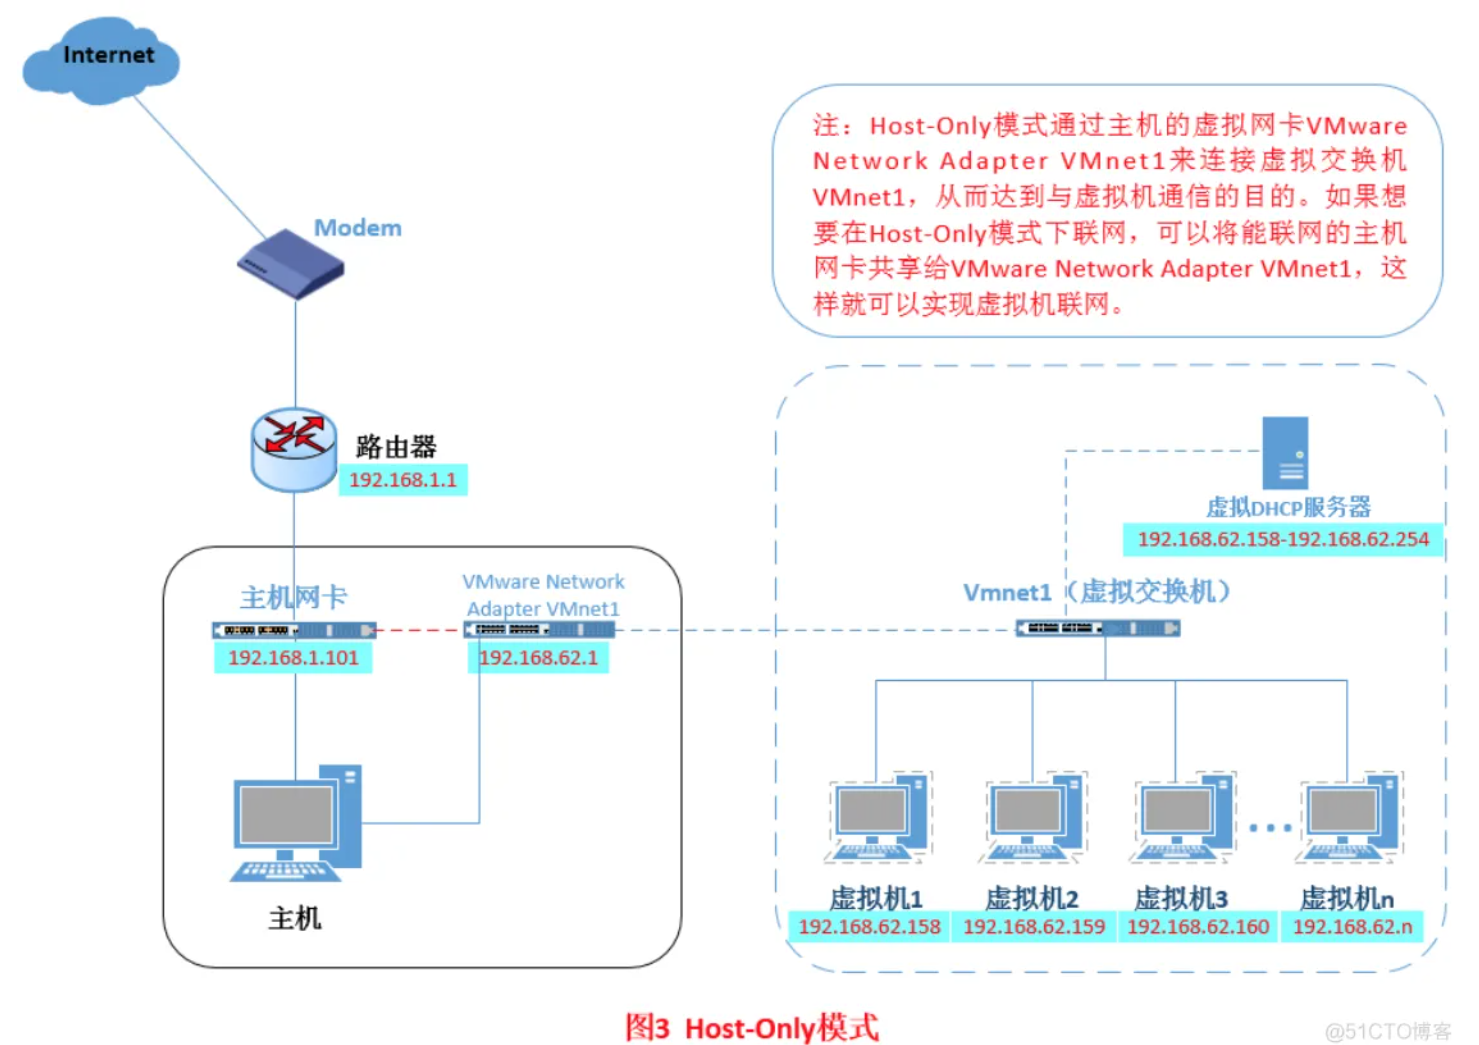 Internet
注：Host-Only模式通过主机的虚拟网卡VMware
Network Adapter VMnet1来连接虚拟交换机
VMnet1，从而达到与虚拟机通信的目的。如果想
要在Host-Only模式下联网，可以将能联网的主机
网卡共享给VMware Network Adapter VMnet1，这
样就可以实现虚拟机联网。
Modem
路由器
192.168.1.1
虚拟DHCP服务器
192.168.62.158-192.168.62.254
主机网卡
192.168.1.101
VMware Network
Adapter VMnet1
192.168.62.1
Vmnet1（虚拟交换机）
主机
虚拟机1
192.168.62.158
虚拟机2
192.168.62.159
虚拟机3
192.168.62.160
虚拟机n
192.168.62.n
图3 Host-Only模式
@51CTO博客